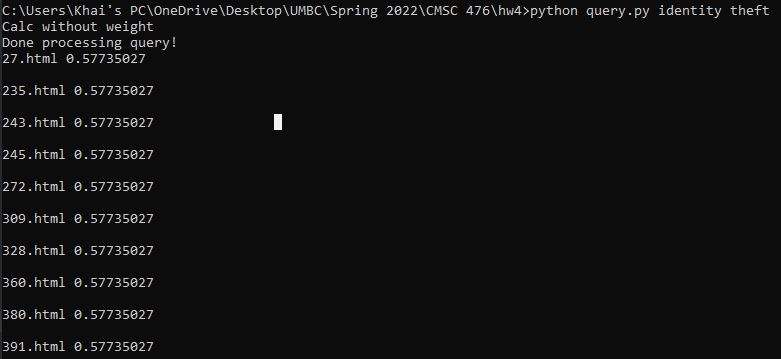 C:\Users\Khai's PC\OneDrive\Desktop\UMBC\Spring 2022\CMSC 476\hw4>python query.py identity theft
Calc without weight
Done processing query!
27.html 0.57735027
235.html 0.57735027
243.html 0.57735027
245.html 0.57735027
272.html 0.57735027
309.html 0.57735027
328.html 0.57735027
360.html 0.57735027
380.html 0.57735027
391.html 0.57735027